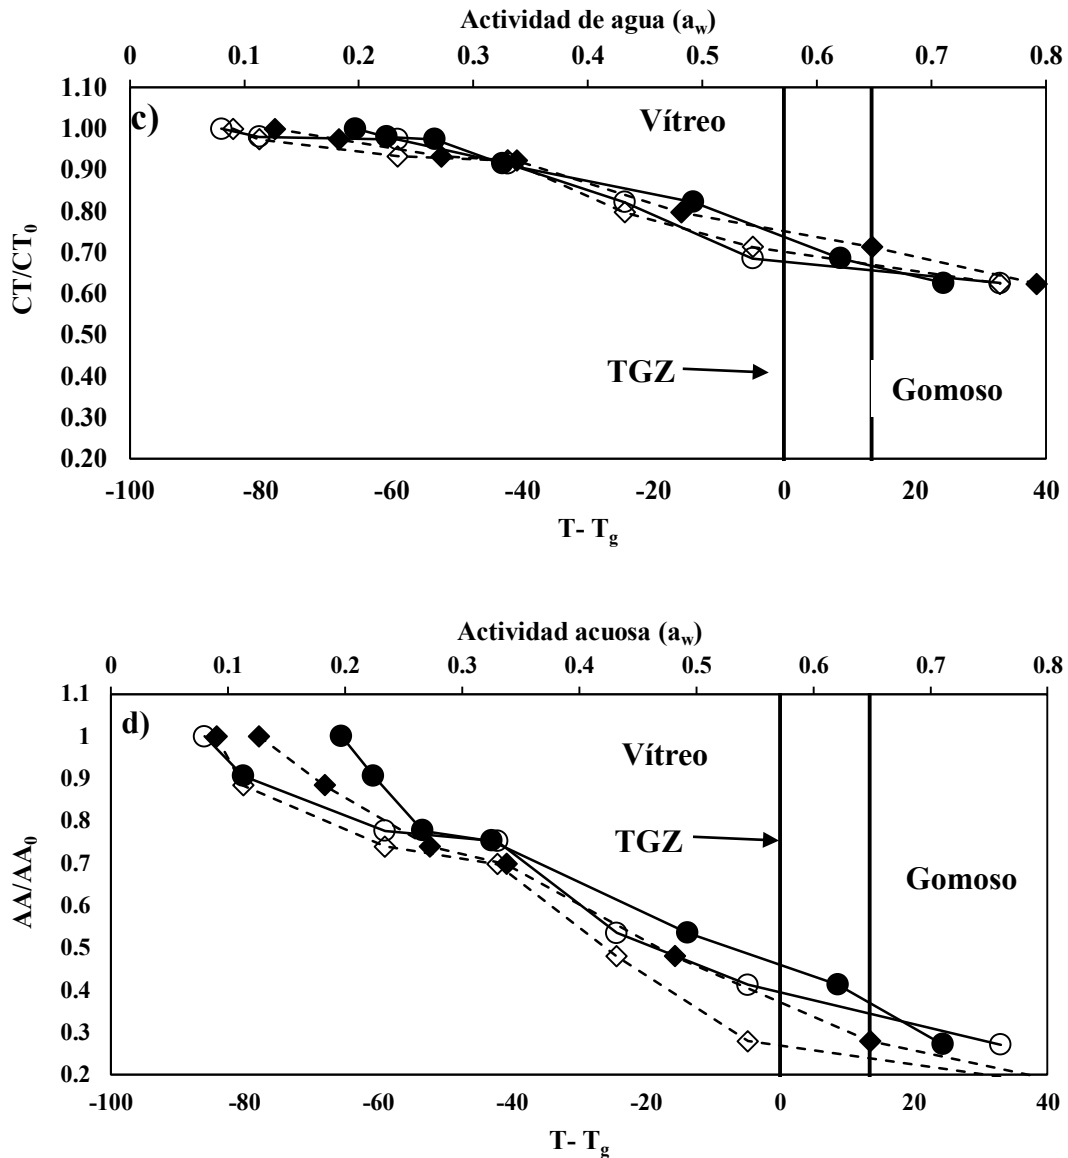 Actividad de agua (aw)
0 0.1 0.2 0.3 0.4 0.5 0.6 0.7 0.8
1.10
c)
Vítreo
1.00
0.90
0.80
0.70
0.60
0.50
0.40
0.30
0.20
CT/CT0
TGZ
Gomoso
-100 -80 -60 -40 -20 0 20 40
T- Tg
Actividad acuosa (aw)
0 0.1 0.2 0.3 0.4 0.5 0.6 0.7 0.8
1.1
d)
Vítreo
1
0.9
0.8
0.7
0.6
0.5
0.4
0.3
0.2
AA/AA0
TGZ
Gomoso
-100 -80 -60 -40 -20 0 20 40
T- Tg